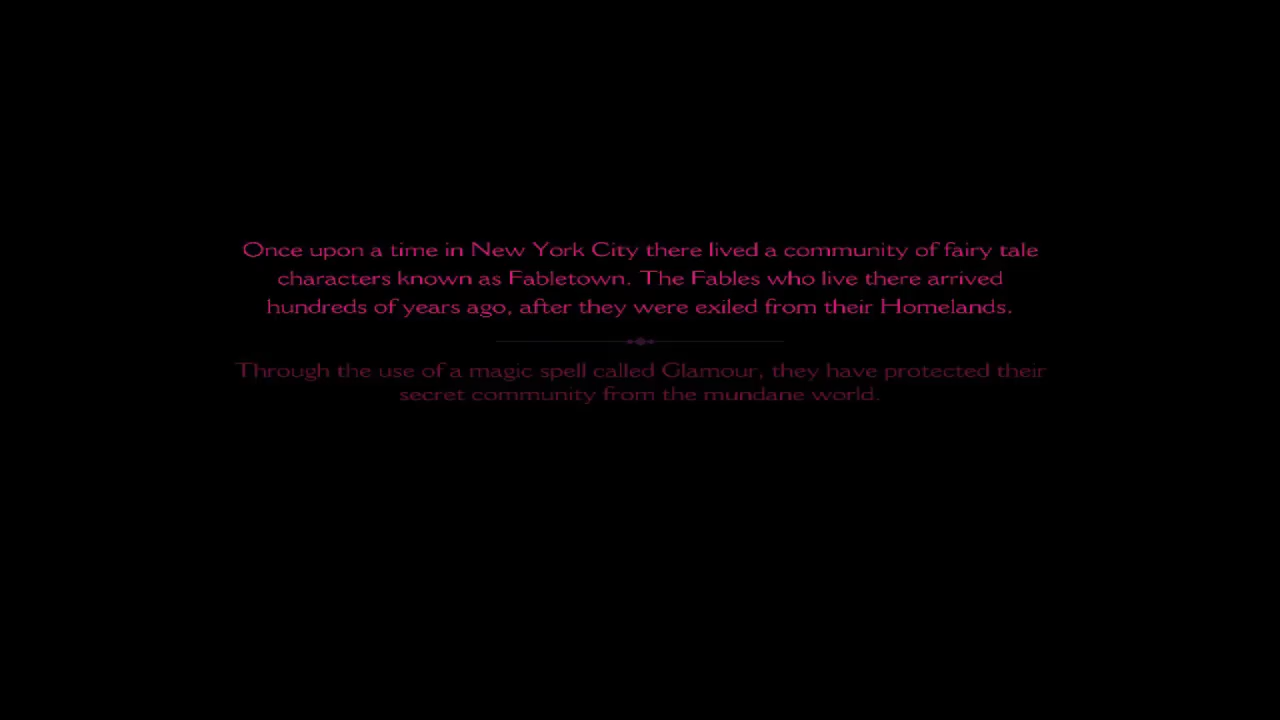 Once upon a time in New York City there lived a community of fairy tale
characters known as Fabletown. The Fables who live there arrived
hundreds of years ago, after they were exiled from their Homelands.
Through the use of a magic spell called Glamour, they have protected their
secret community from the mundane world.